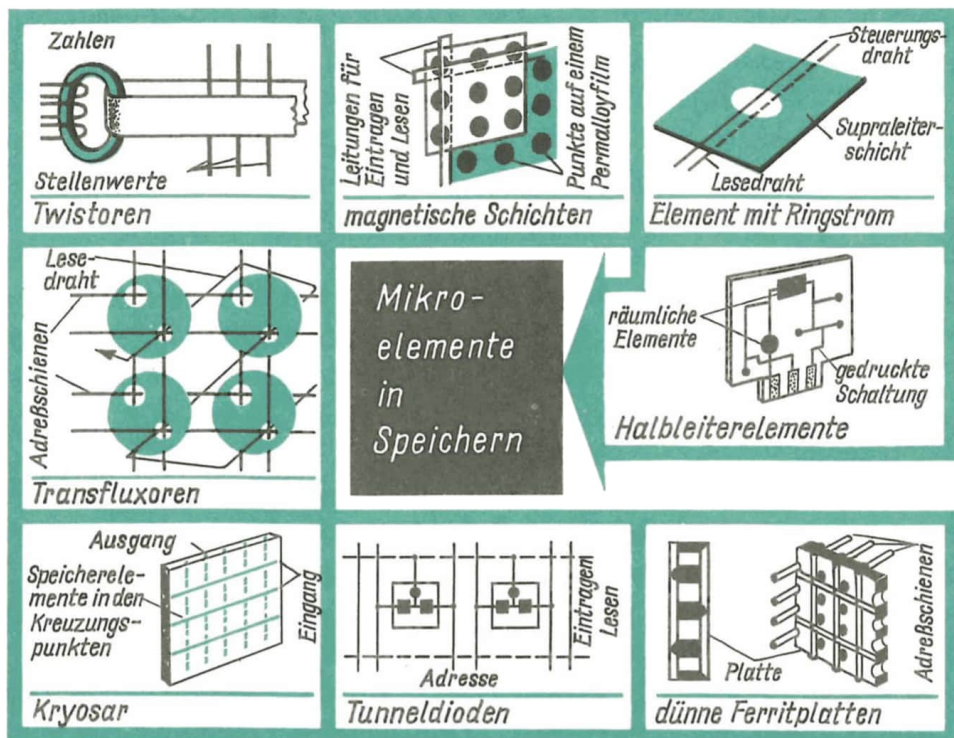 Zahlen
Stellenwerte
Twistoren
Leitungen für
Eintragen
und Lesen
Punkte auf einem
Permalloyfilm
magnetische Schichten
Steuerungs-
draht
Supraleiter-
schicht
Lesedraht
Element mit Ringstrom
Lese-
draht
Adreßschienen
Transfluxoren
Mikro-
elemente
in
Speichern
räumliche
Elemente
gedruckte
Schaltung
Halbleiterelemente
Ausgang
Speicherele-
mente in den
Kreuzungs-
punkten
Eingang
Kryosar
Eintragen
Lesen
Adresse
Tunneldioden
Platte
Adreßschienen
dünne Ferritplatten